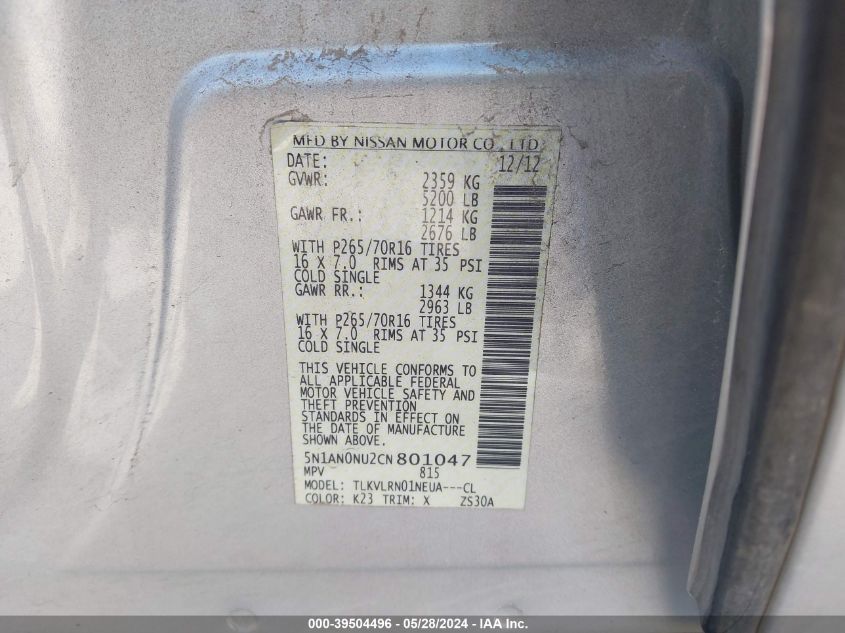 MFD BY NISSAN MOTOR CO., LTD.
DATE: 12/12
GVWR: 2359 KG
5200 LB
GAWR FR.: 1214 KG
2676 LB
WITH P265/70R16 TIRES
16 X 7.0 RIMS AT 35 PSI
COLD SINGLE
GAWR RR.: 1344 KG
2963 LB
WITH P265/70R16 TIRES
16 X 7.0 RIMS AT 35 PSI
COLD SINGLE
THIS VEHICLE CONFORMS TO
ALL APPLICABLE FEDERAL
MOTOR VEHICLE SAFETY AND
THEFT PREVENTION
STANDARDS IN EFFECT ON
THE DATE OF MANUFACTURE
SHOWN ABOVE.
5N1AN0NU2CN801047
MPV 815
MODEL: TLKVLRN01NEUA---CL
COLOR: K23 TRIM: X ZS30A
000-39504496 - 05/28/2024 - IAA Inc.